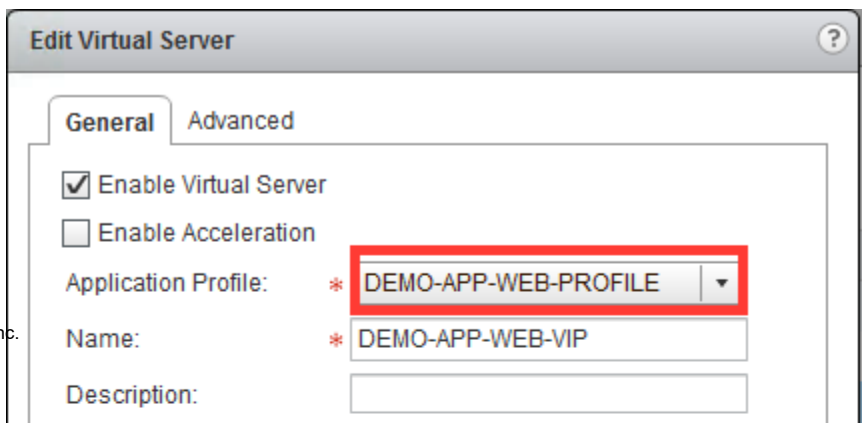 Edit Virtual Server ?
General Advanced
Enable Virtual Server
Enable Acceleration
Application Profile: * DEMO-APP-WEB-PROFILE
Name: * DEMO-APP-WEB-VIP
Description: